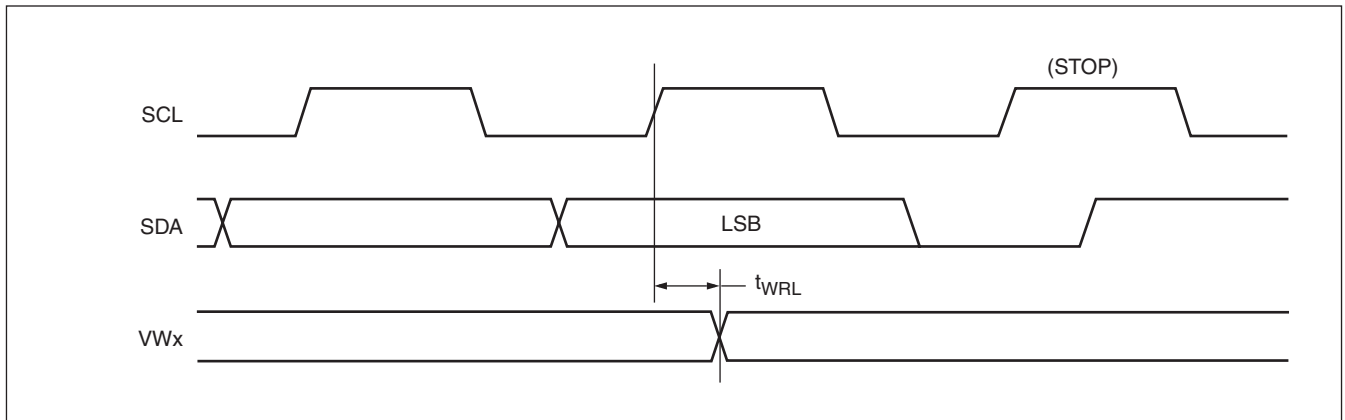 (STOP)
SCL
SDA
LSB
tWRL
VWx